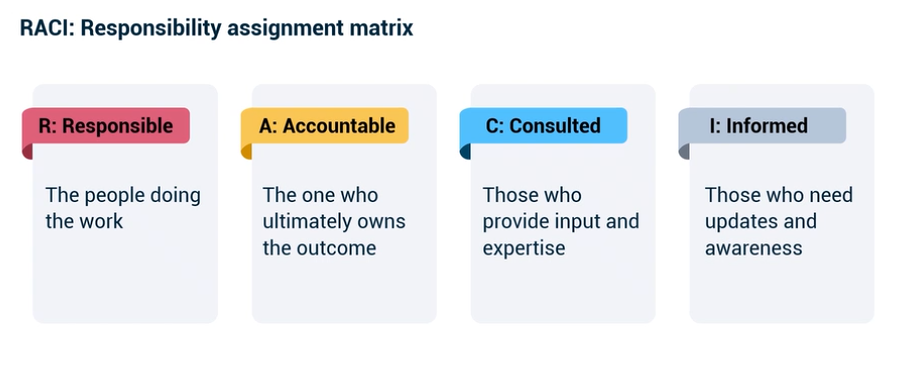 RACI: Responsibility assignment matrix
R: Responsible
The people doing
the work
A: Accountable
The one who
ultimately owns
the outcome
C: Consulted
Those who
provide input and
expertise
I: Informed
Those who need
updates and
awareness